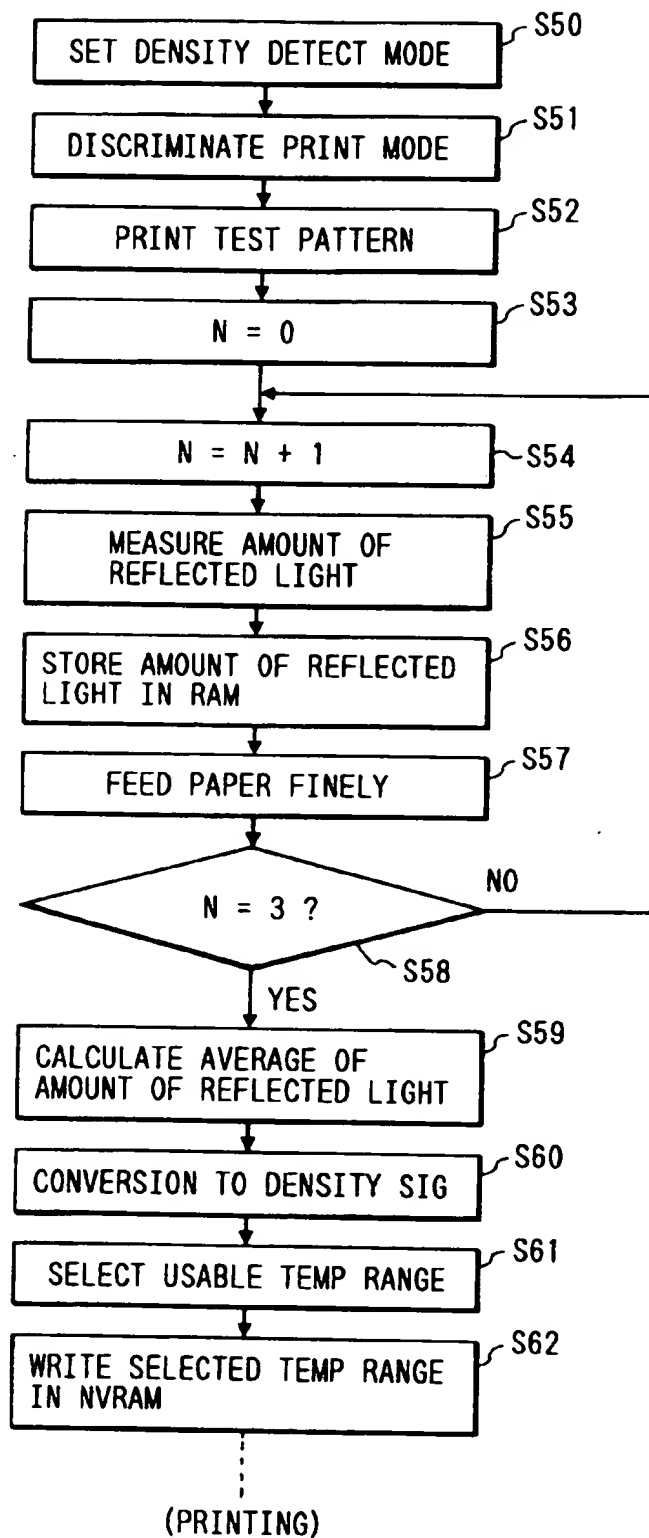 S50
SET DENSITY DETECT MODE
S51
DISCRIMINATE PRINT MODE
S52
PRINT TEST PATTERN
S53
N = 0
N = N + 1
S54
S55
MEASURE AMOUNT OF
REFLECTED LIGHT
S56
STORE AMOUNT OF REFLECTED
LIGHT IN RAM
S57
FEED PAPER FINELY
NO
N = 3 ?
S58
YES
S59
CALCULATE AVERAGE OF
AMOUNT OF REFLECTED LIGHT
S60
CONVERSION TO DENSITY SIG
S61
SELECT USABLE TEMP RANGE
S62
WRITE SELECTED TEMP RANGE
IN NVRAM
(PRINTING)